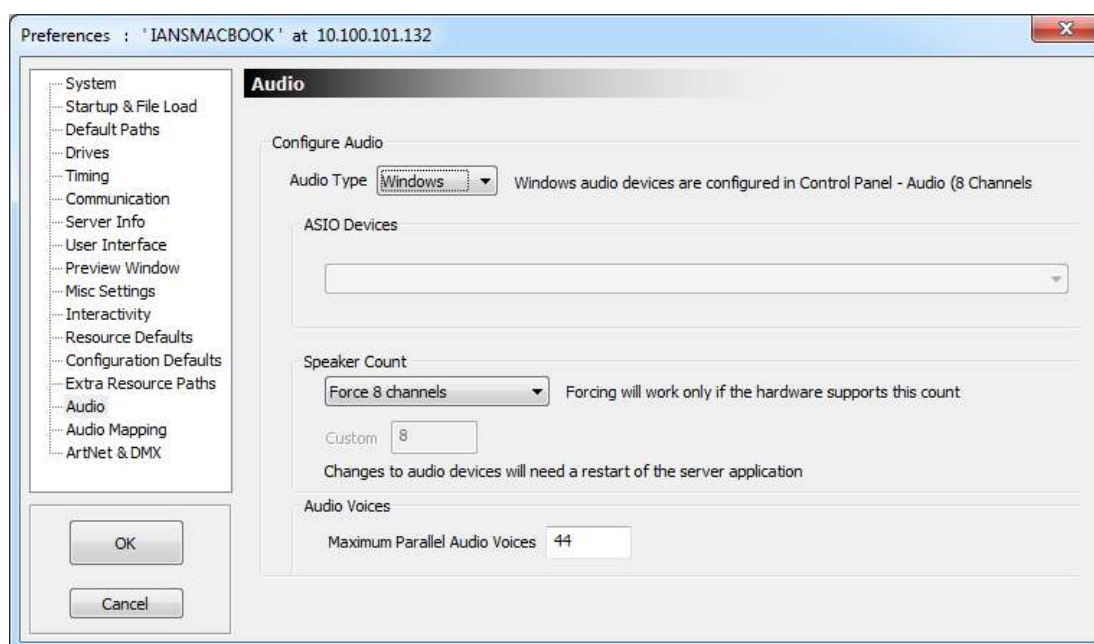 Preferences : ' IANSMACBOOK ' at 10.100.101.132
x
System
Startup & File Load
Default Paths
Drives
Timing
Communication
Server Info
User Interface
Preview Window
Misc Settings
Interactivity
Resource Defaults
Configuration Defaults
Extra Resource Paths
Audio
Audio Mapping
ArtNet & DMX
OK
Cancel
Audio
Configure Audio
Audio Type Windows Windows audio devices are configured in Control Panel - Audio (8 Channels
ASIO Devices
Speaker Count
Force 8 channels Forcing will work only if the hardware supports this count
Custom 8
Changes to audio devices will need a restart of the server application
Audio Voices
Maximum Parallel Audio Voices 44